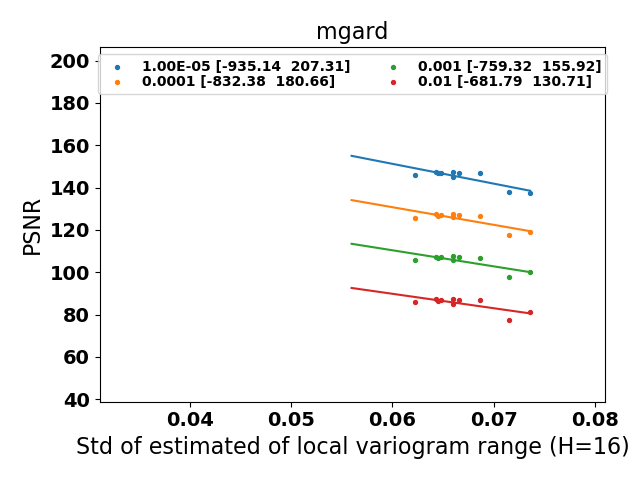 mgard
1.00E-05 [-935.14  207.31]
0.0001 [-832.38  180.66]
0.001 [-759.32  155.92]
0.01 [-681.79  130.71]
PSNR
200
180
160
140
120
100
80
60
40
0.04 0.05 0.06 0.07 0.08
Std of estimated of local variogram range (H=16)